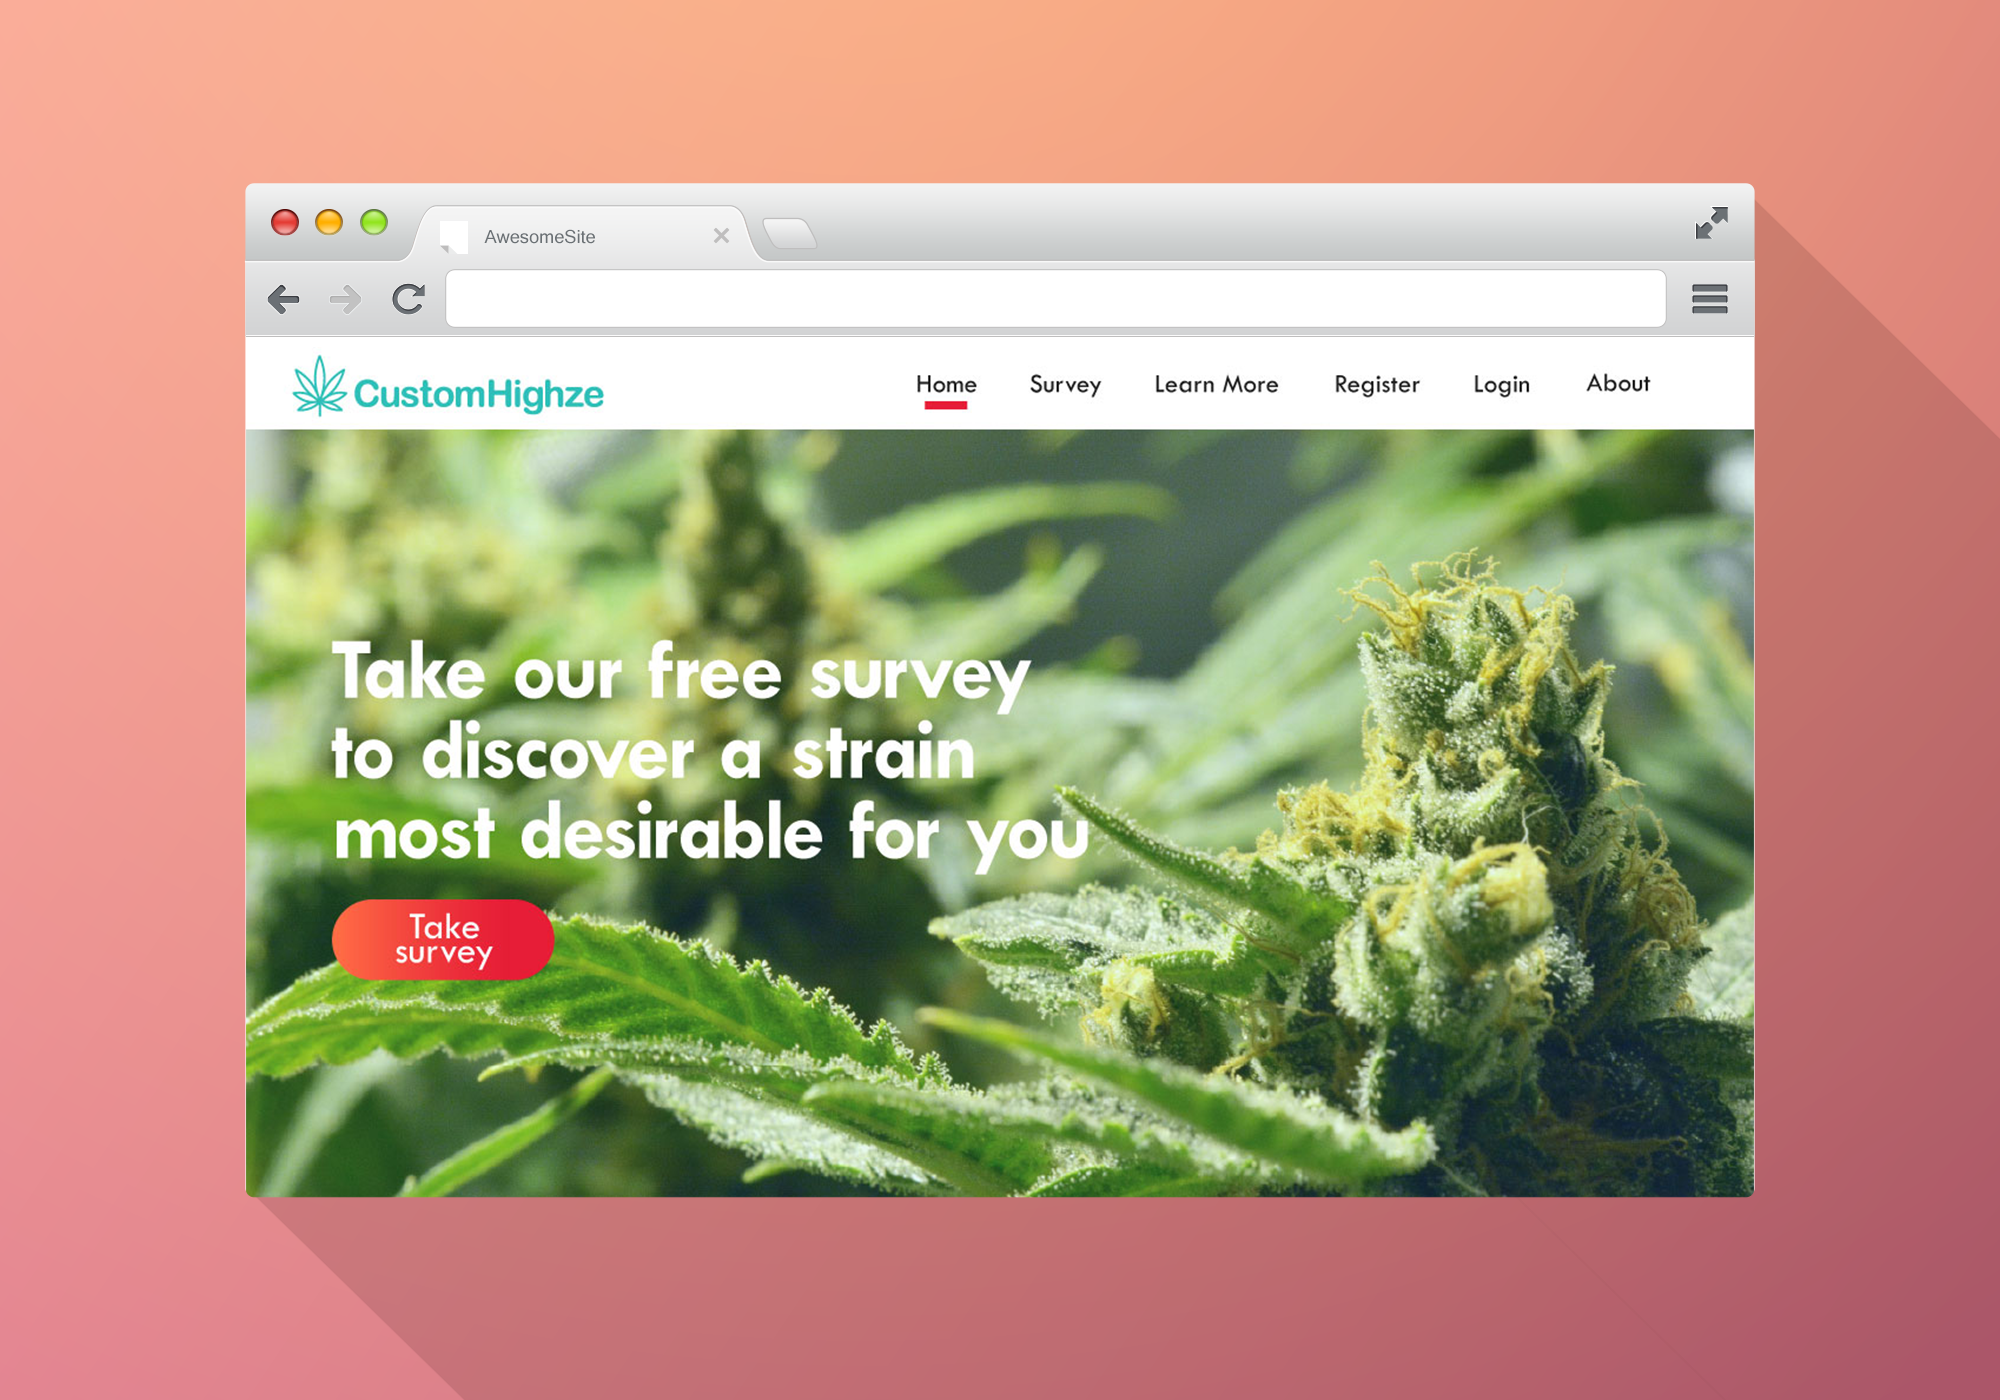 AwesomeSite
CustomHighze
Home Survey Learn More Register Login About
Take our free survey
to discover a strain
most desirable for you
Take
survey